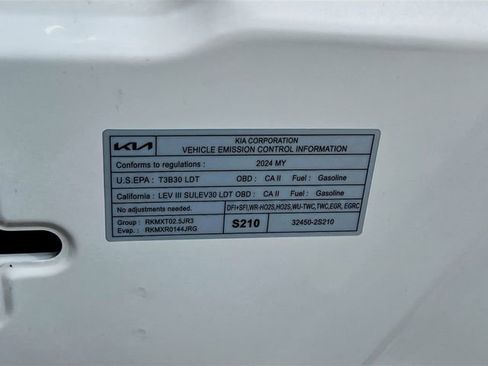 KIA
KIA CORPORATION
VEHICLE EMISSION CONTROL INFORMATION
Conforms to regulations : 2024 MY
U.S.EPA : T3B30 LDT OBD : CA II Fuel : Gasoline
California : LEV III SULEV30 LDT OBD : CA II Fuel : Gasoline
No adjustments needed.
DFI+SFI,WR-HO2S,HO2S,WU-TWC,TWC,EGR, EGRC
Group : RKMXT02.5JR3
Evap. : RKMXR0144JRG
S210
32450-2S210